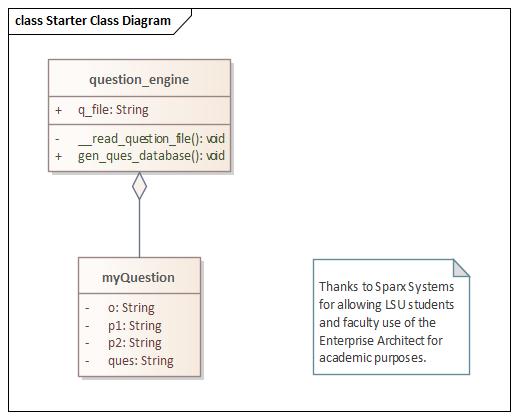 class Starter Class Diagram
question_engine
+ q_file: String
- __read_question_file(): void
+ gen_ques_database(): void
myQuestion
- o: String
- p1: String
- p2: String
- ques: String
Thanks to Sparx Systems
for allowing LSU students
and faculty use of the
Enterprise Architect for
academic purposes.